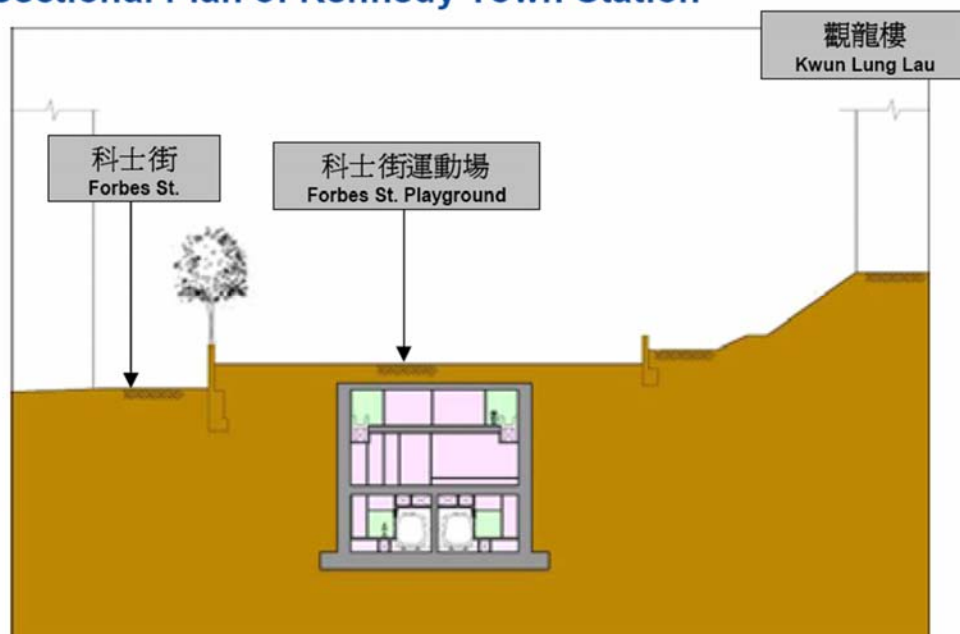 Sectional Plan of Kennedy Town Station
觀龍樓
Kwun Lung Lau
科士街
Forbes St.
科士街運動場
Forbes St. Playground